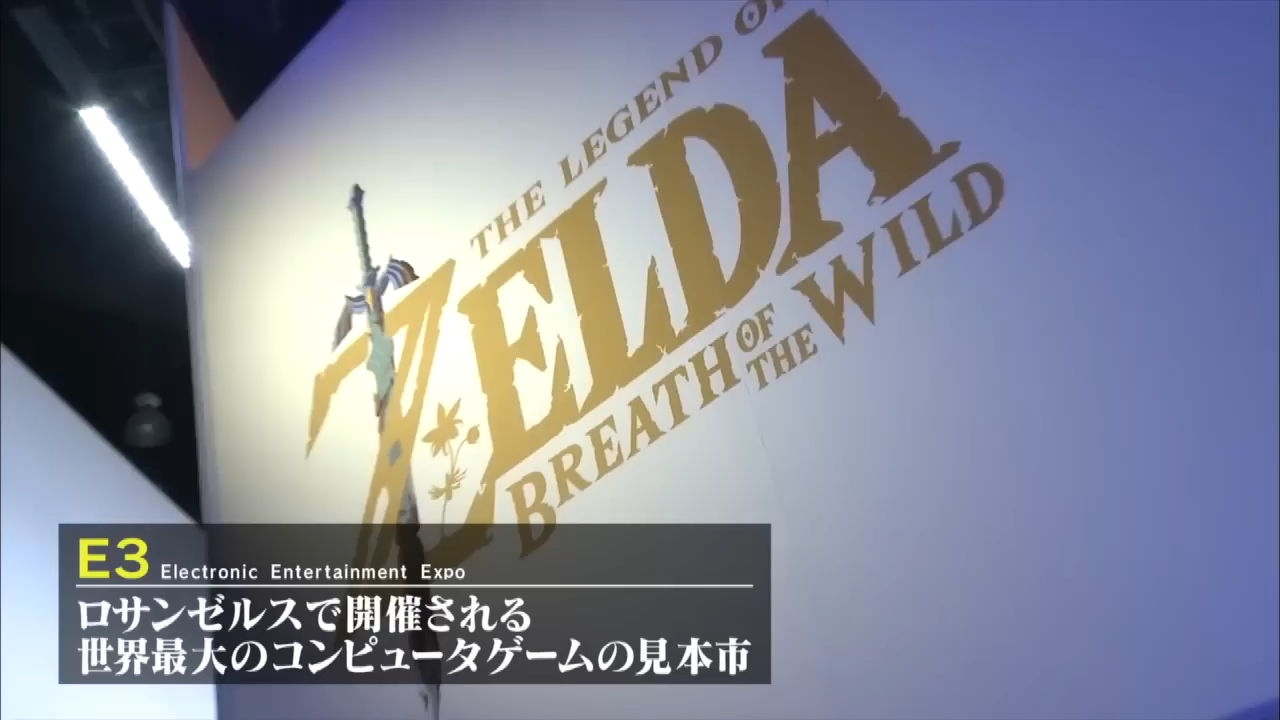 THE LEGEND OF
ZELDA
BREATH OF THE WILD
E3 Electronic Entertainment Expo
ロサンゼルスで開催される
世界最大のコンピュータゲームの見本市